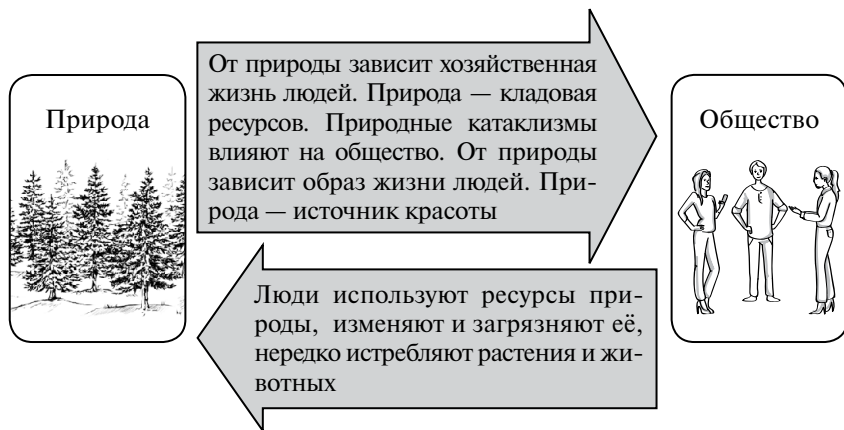 Природа
От природы зависит хозяйственная
жизнь людей. Природа — кладовая
ресурсов. Природные катаклизмы
влияют на общество. От природы
зависит образ жизни людей. При-
рода — источник красоты
Общество
Люди используют ресурсы при-
роды, изменяют и загрязняют её,
нередко истребляют растения и жи-
вотных